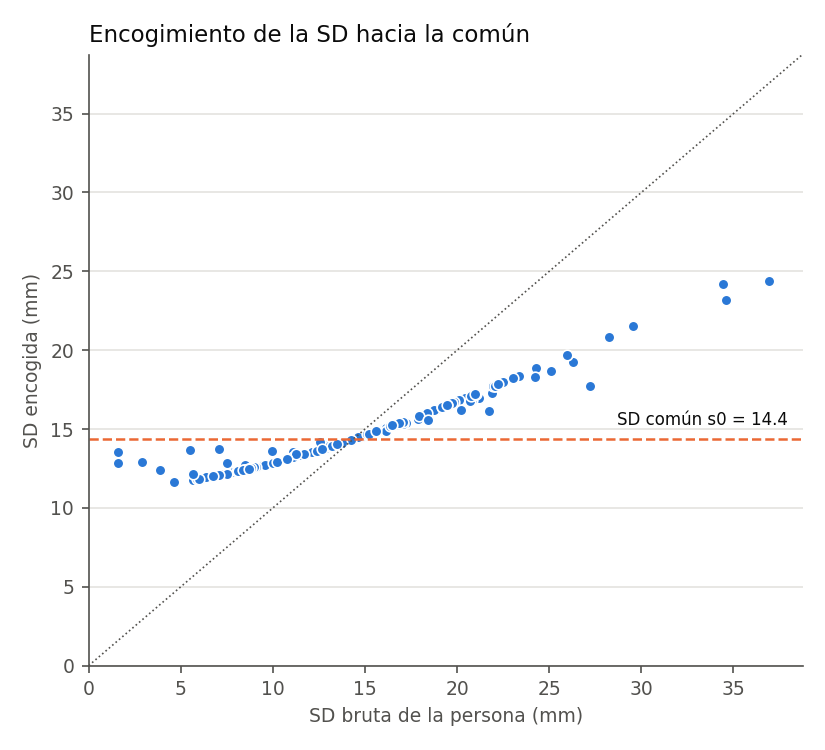 Encogimiento de la SD hacia la común
35
30
25
20
15
10
5
0
SD encogida (mm)
SD común s0 = 14.4
0 5 10 15 20 25 30 35
SD bruta de la persona (mm)